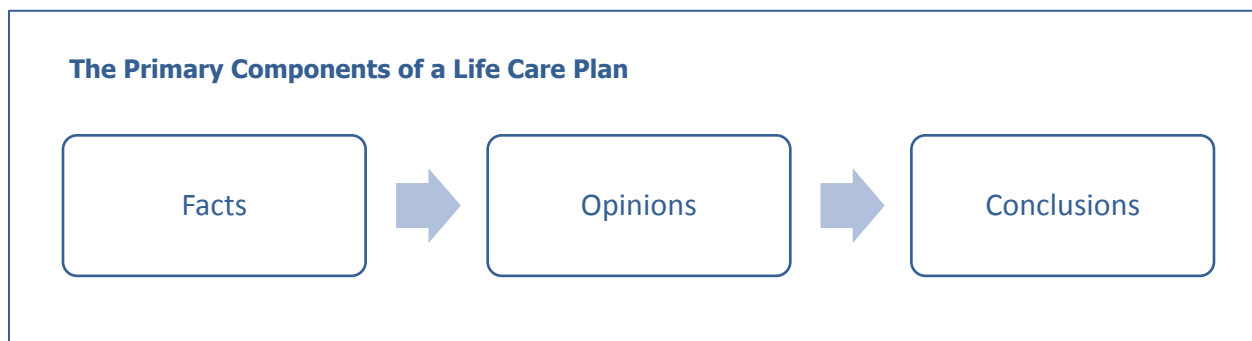 The Primary Components of a Life Care Plan
Facts
Opinions
Conclusions